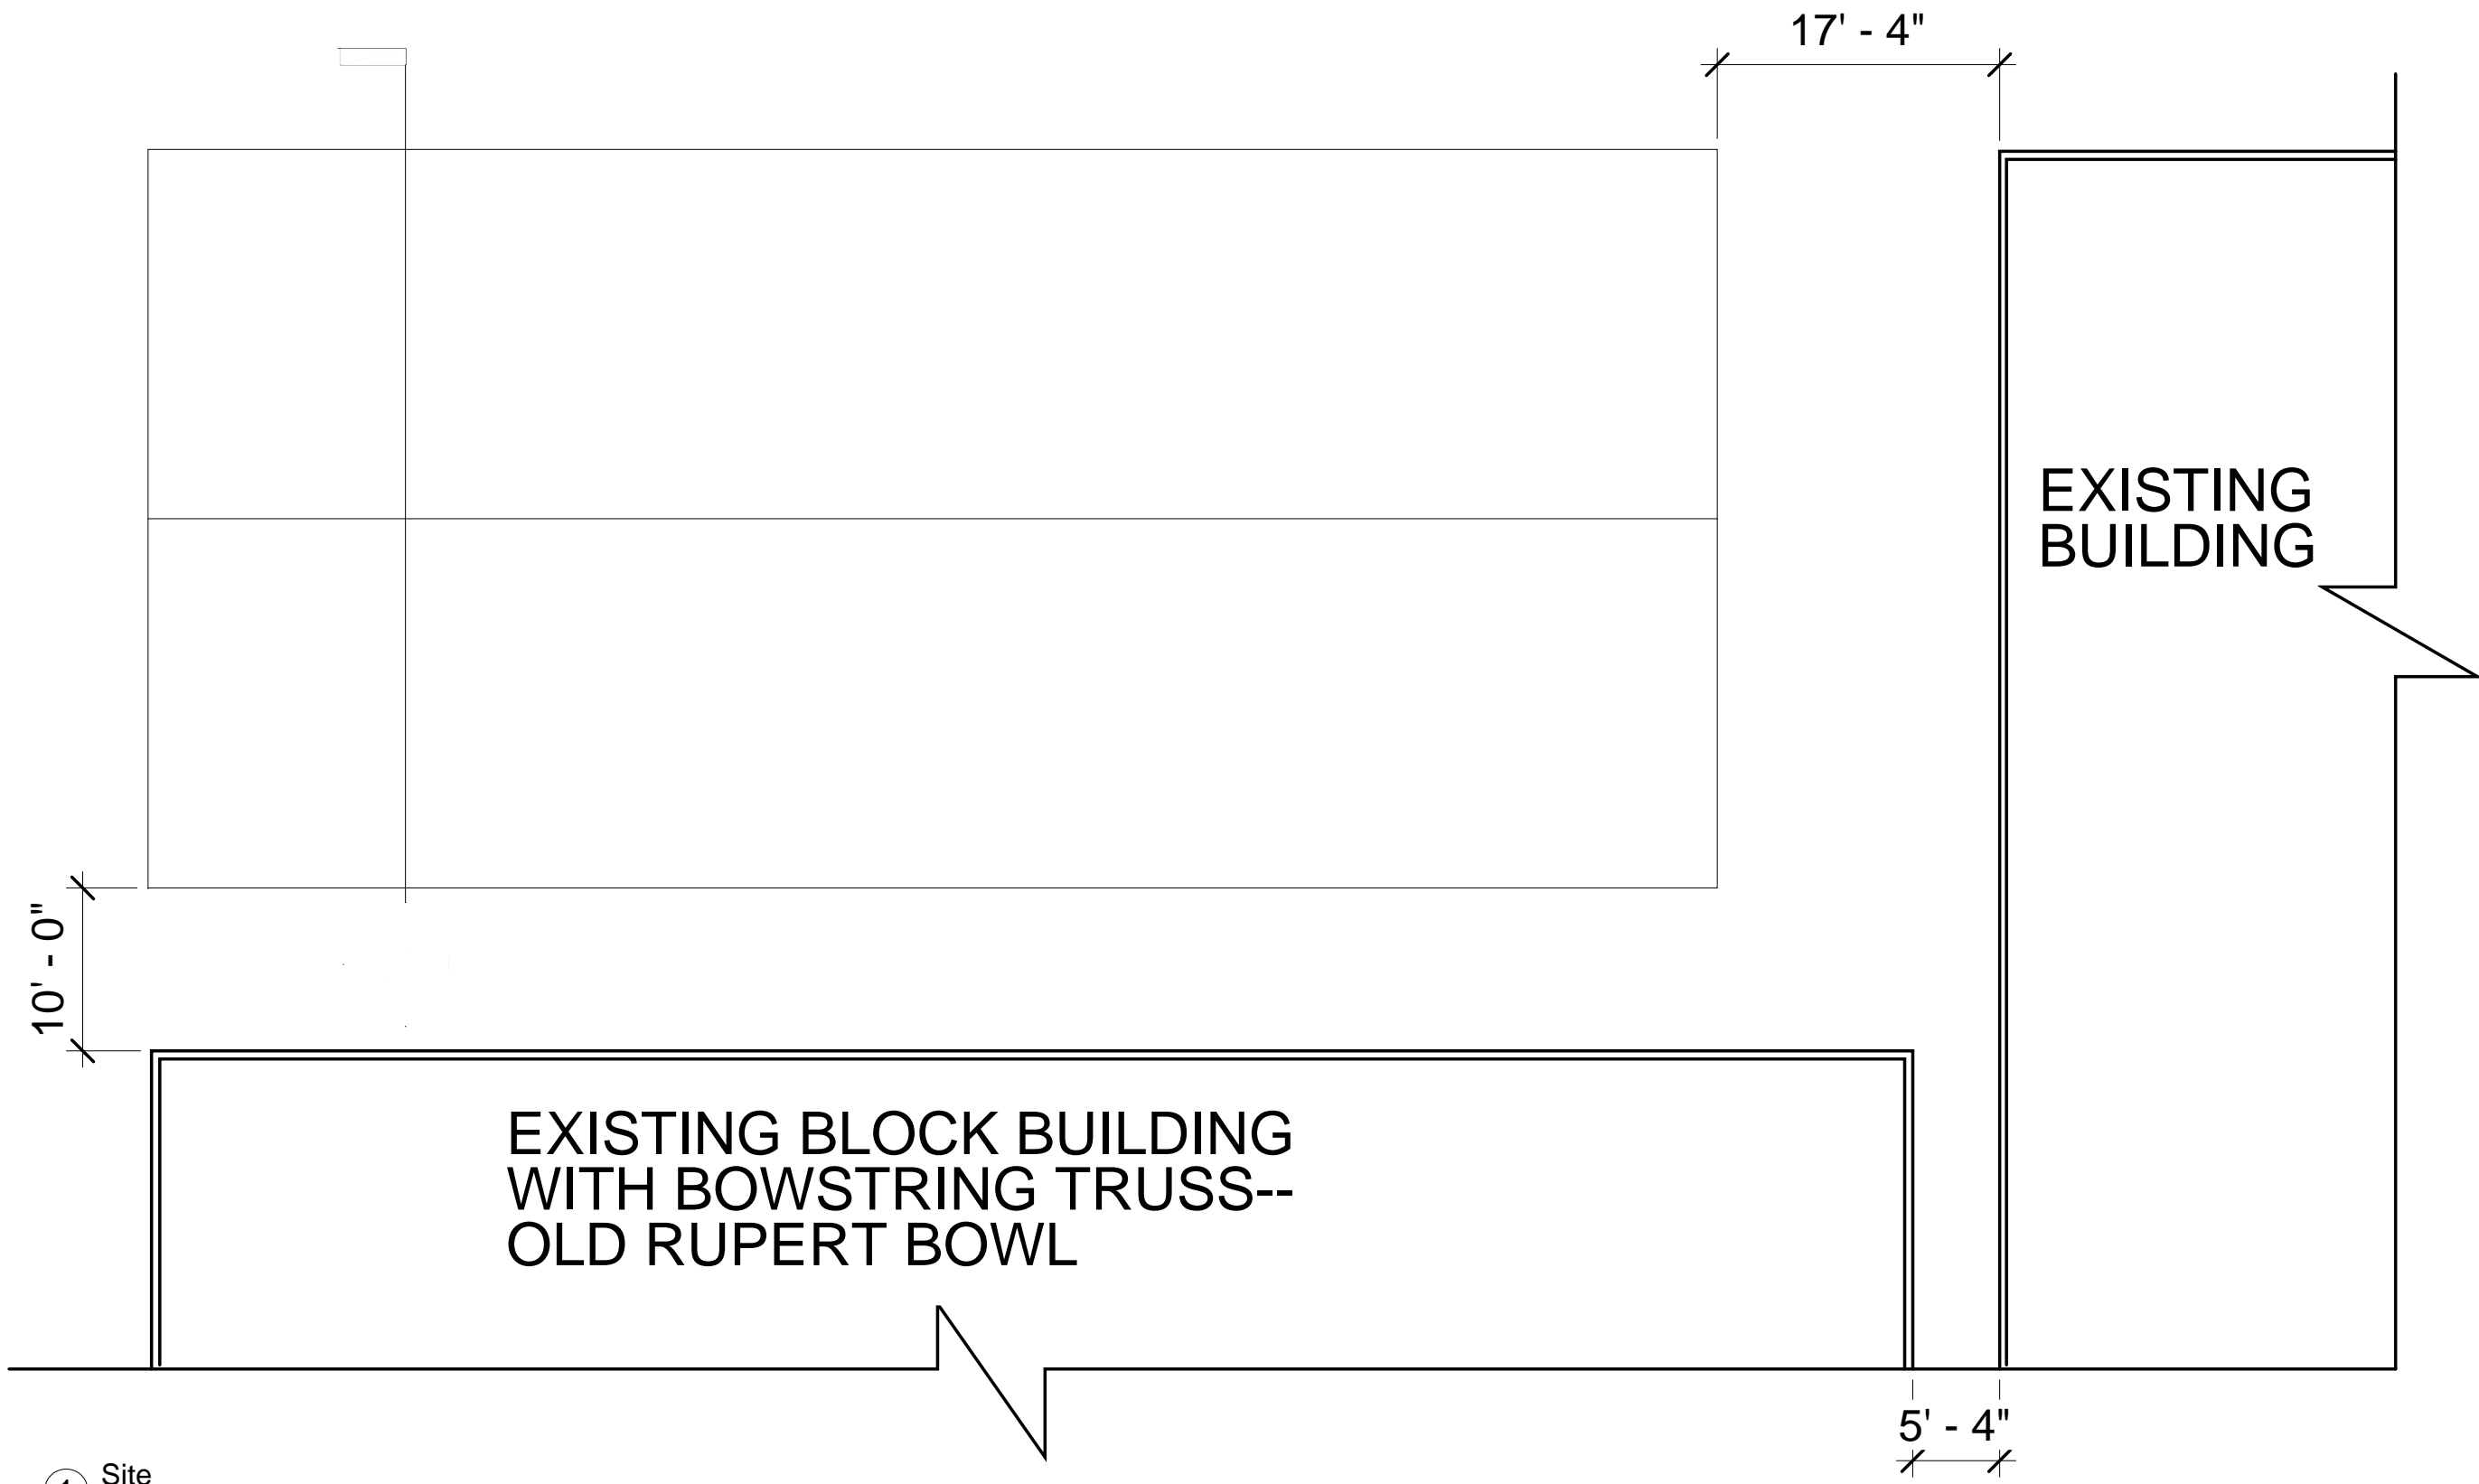 17' - 4"
EXISTING
BUILDING
10' - 0"
EXISTING BLOCK BUILDING
WITH BOWSTRING TRUSS--
OLD RUPERT BOWL
5' - 4"
Site